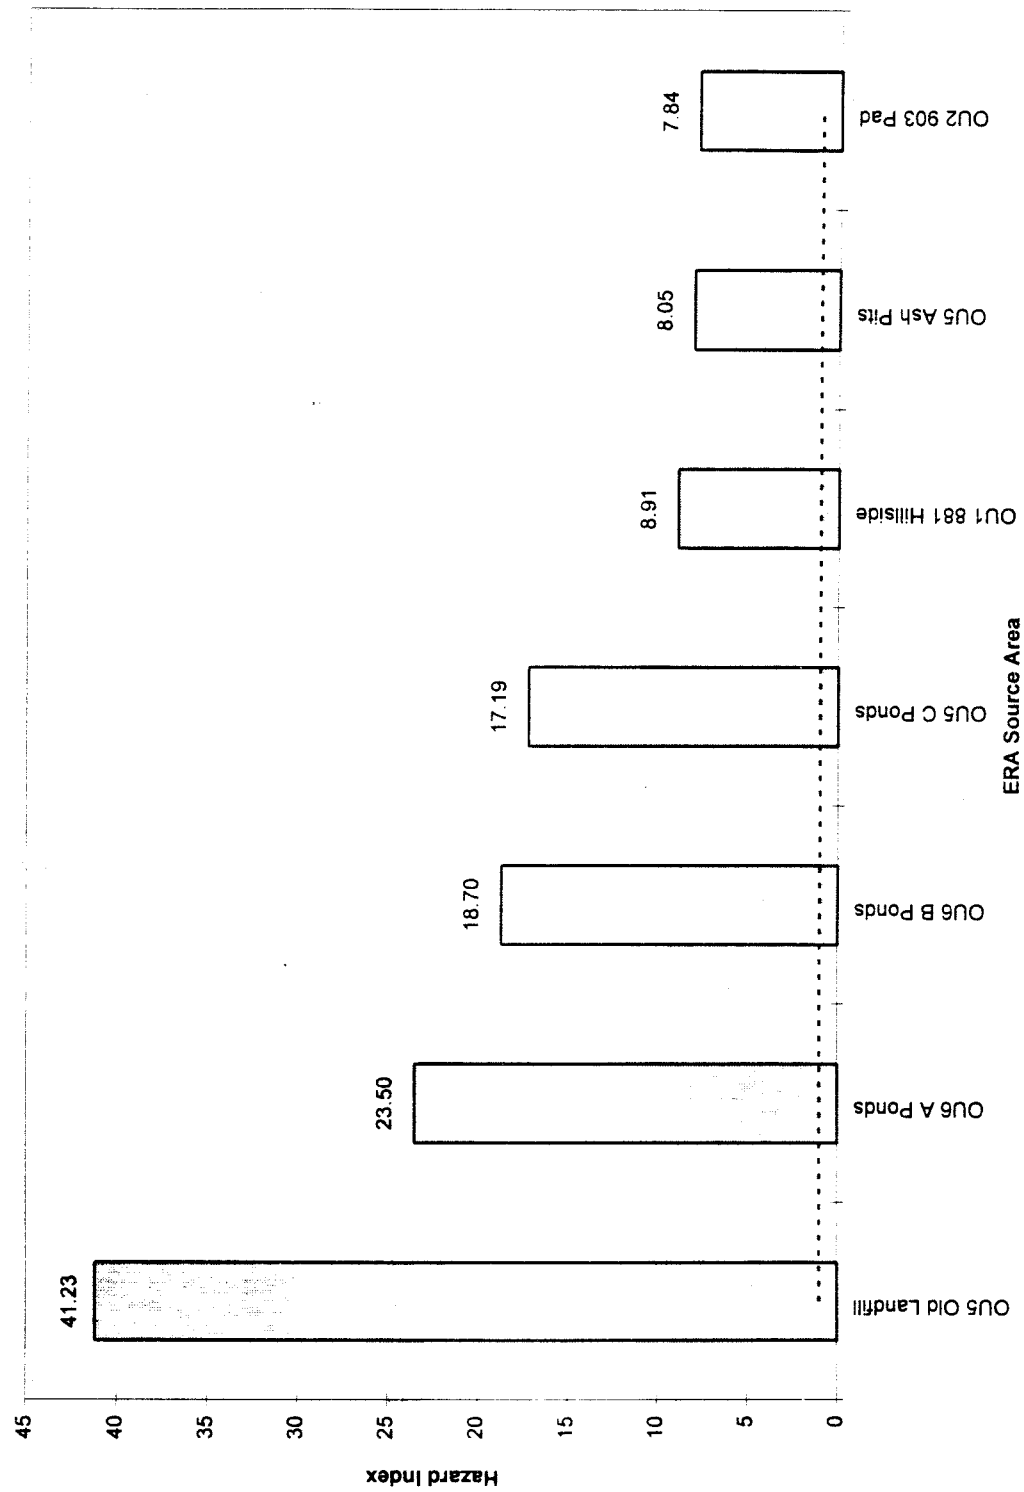 Hazard Index
45
40
35
30
25
20
15
10
5
0
41.23
23.50
18.70
17.19
8.91
8.05
7.84
OU5 Old Landfill
OU6 A Ponds
OU6 B Ponds
OU5 C Ponds
OU1 881 Hillside
OU5 Ash Pits
OU2 903 Pad
ERA Source Area